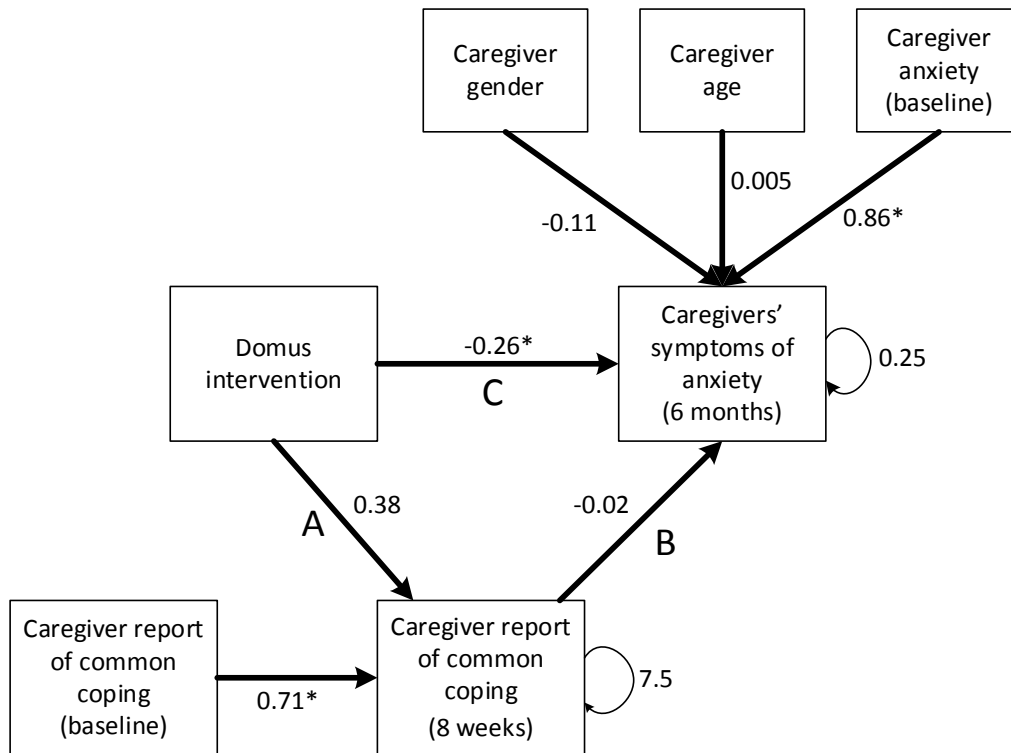 Caregiver
gender
Caregiver
age
Caregiver
anxiety
(baseline)
-0.11
0.005
0.86*
Domus
intervention
-0.26*
C
Caregivers’
symptoms of
anxiety
(6 months)
0.25
A
0.38
-0.02
B
Caregiver report
of common
coping
(baseline)
0.71*
Caregiver report
of common
coping
(8 weeks)
7.5